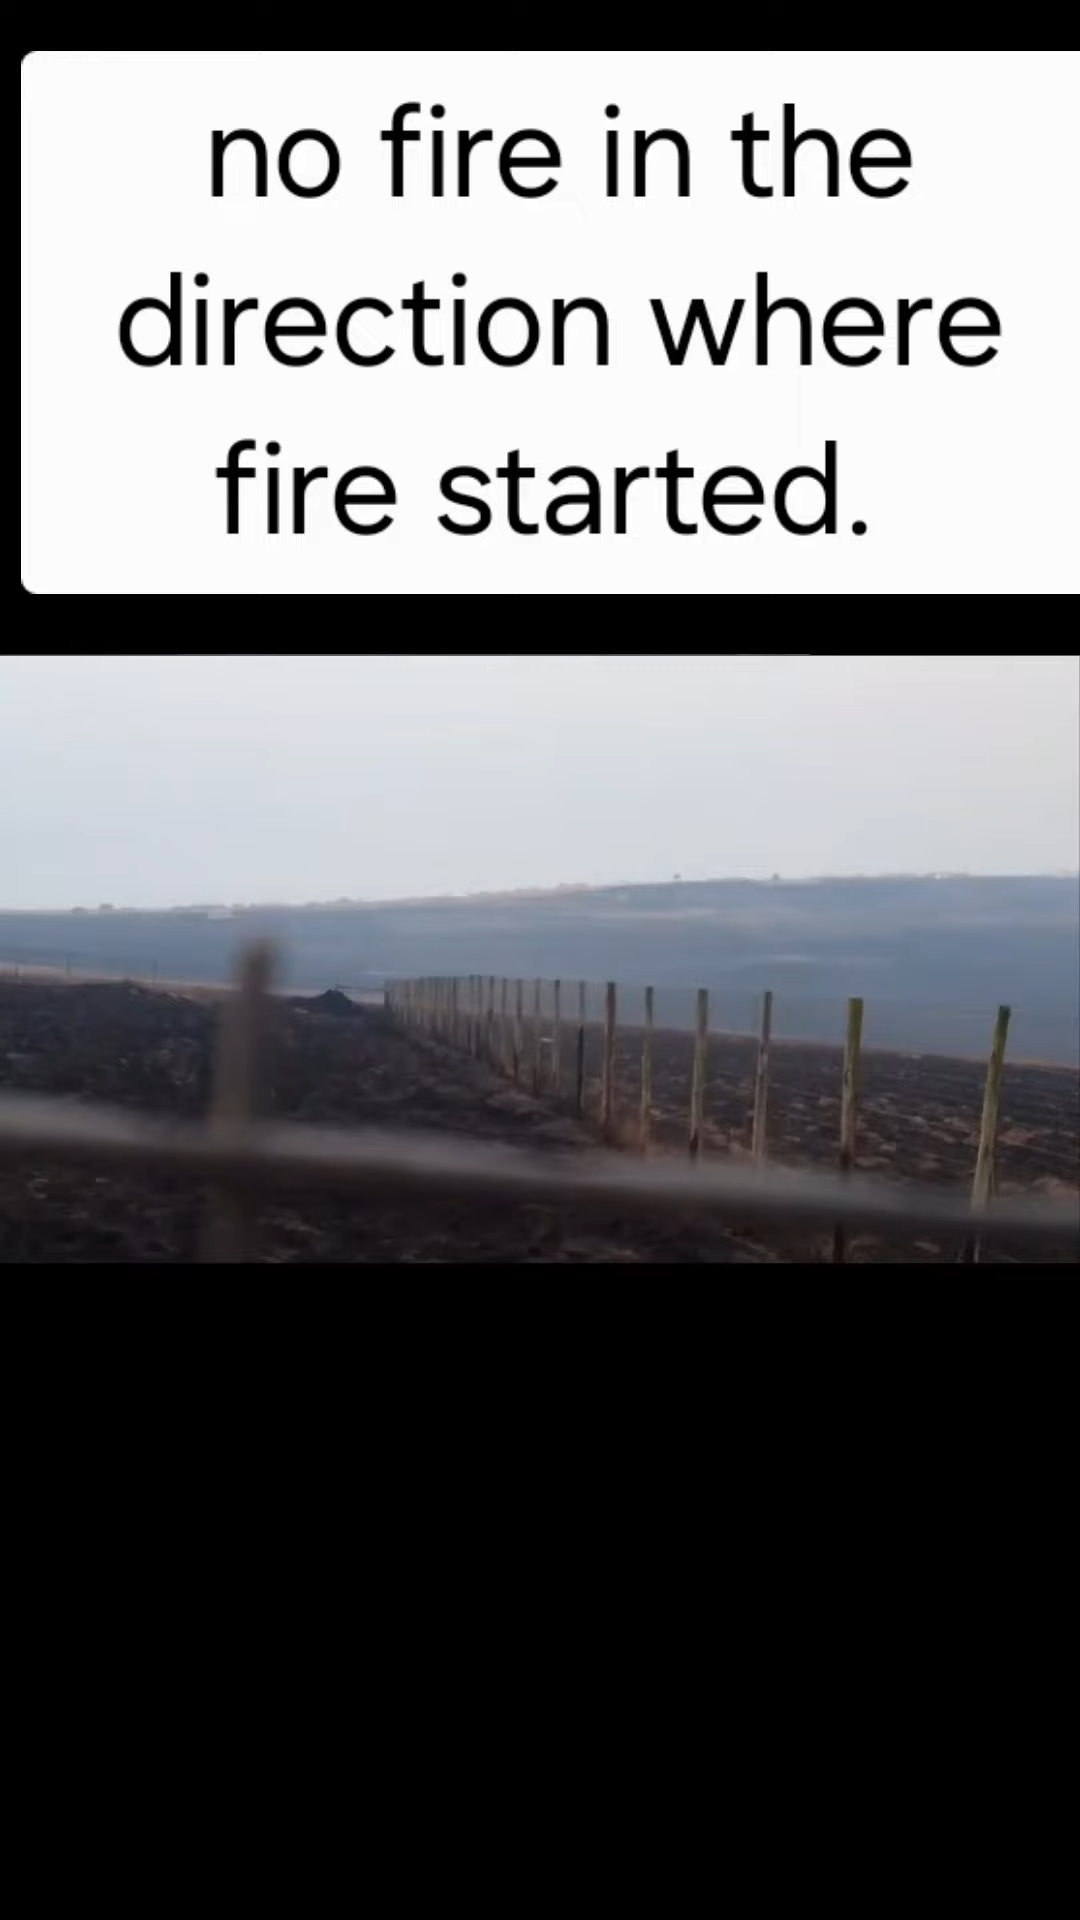 no fire in the
direction where
fire started.